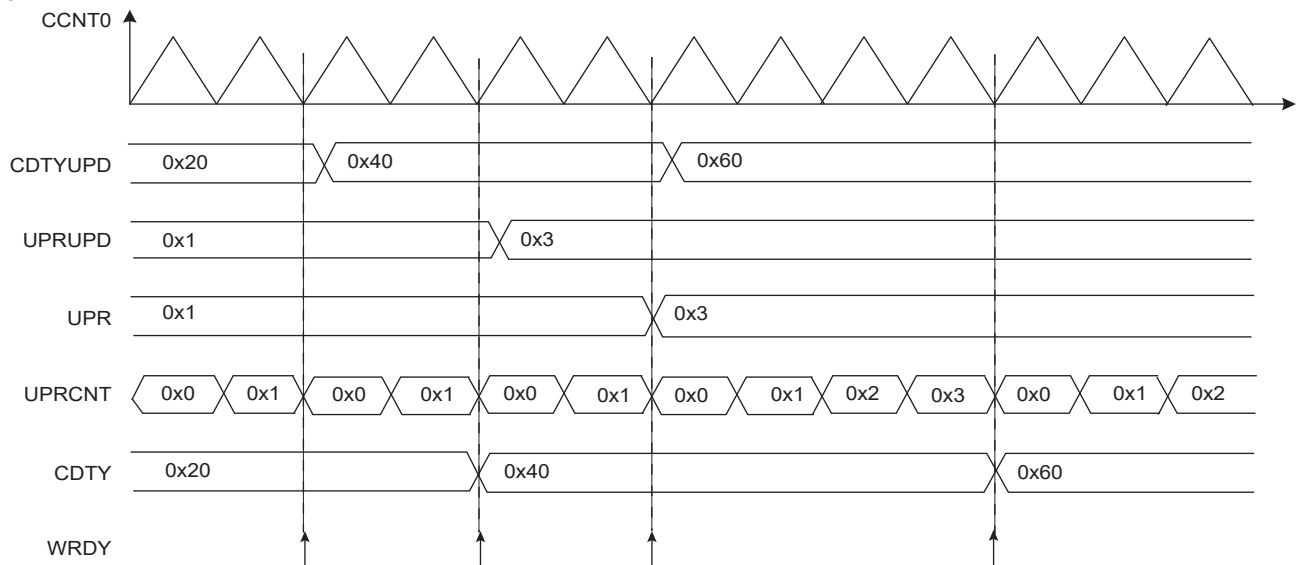 CCNT0
CDTYUPD 0x20 0x40 0x60
UPRUPD 0x1 0x3
UPR 0x1 0x3
UPRCNT 0x0 0x1 0x0 0x1 0x0 0x1 0x0 0x1 0x2 0x3 0x0 0x1 0x2
CDTY 0x20 0x40 0x60
WRDY